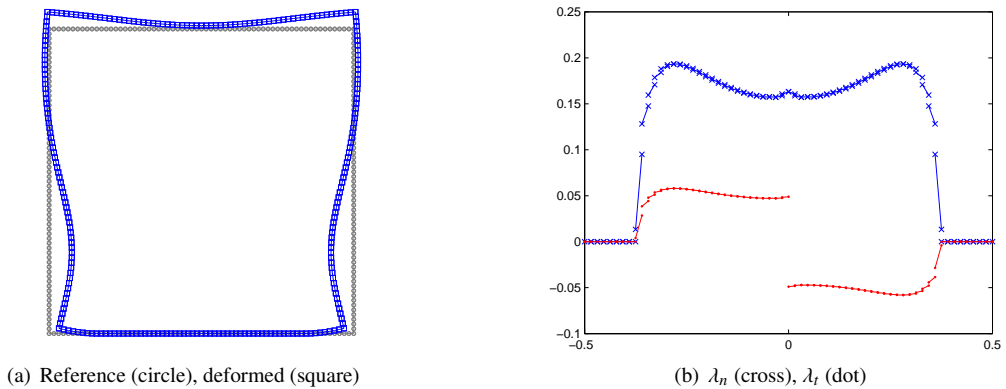 0.25
0.2
0.15
0.1
0.05
0
−0.05
−0.1
−0.5 0 0.5
(a) Reference (circle), deformed (square)
(b) λn (cross), λt (dot)